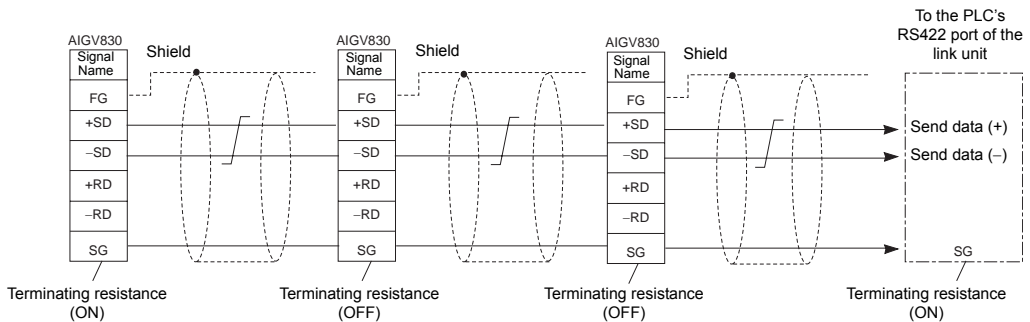 To the PLC's
RS422 port of the
link unit
AIGV830
Signal
Name
FG
+SD
−SD
+RD
−RD
SG
Shield
Terminating resistance
(ON)
AIGV830
Signal
Name
FG
+SD
−SD
+RD
−RD
SG
Shield
Terminating resistance
(OFF)
AIGV830
Signal
Name
FG
+SD
−SD
+RD
−RD
SG
Shield
Terminating resistance
(OFF)
Send data (+)
Send data (−)
SG
Terminating resistance
(ON)